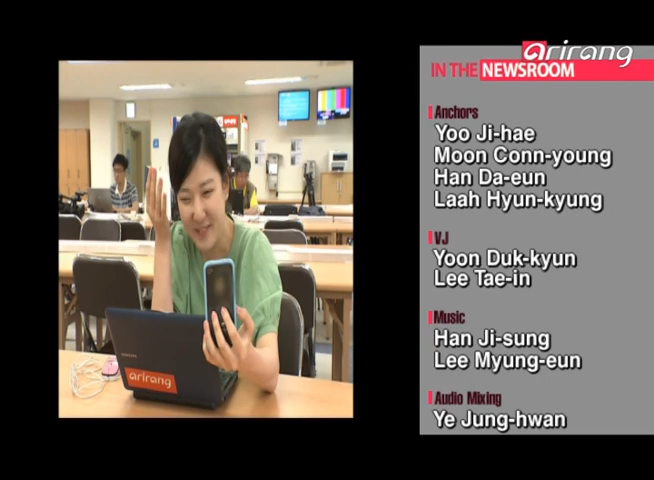 arirang
IN THE NEWSROOM
Anchors
Yoo Ji-hae
Moon Conn-young
Han Da-eun
Laah Hyun-kyung
VJ
Yoon Duk-kyun
Lee Tae-in
Music
Han Ji-sung
Lee Myung-eun
Audio Mixing
Ye Jung-hwan
arirang